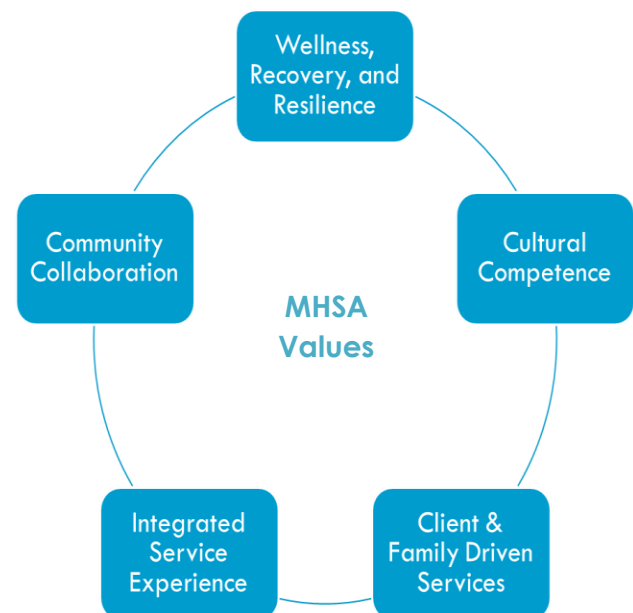 Wellness,
Recovery, and
Resilience
Community
Collaboration
Cultural
Competence
MHSA
Values
Integrated
Service
Experience
Client &
Family Driven
Services